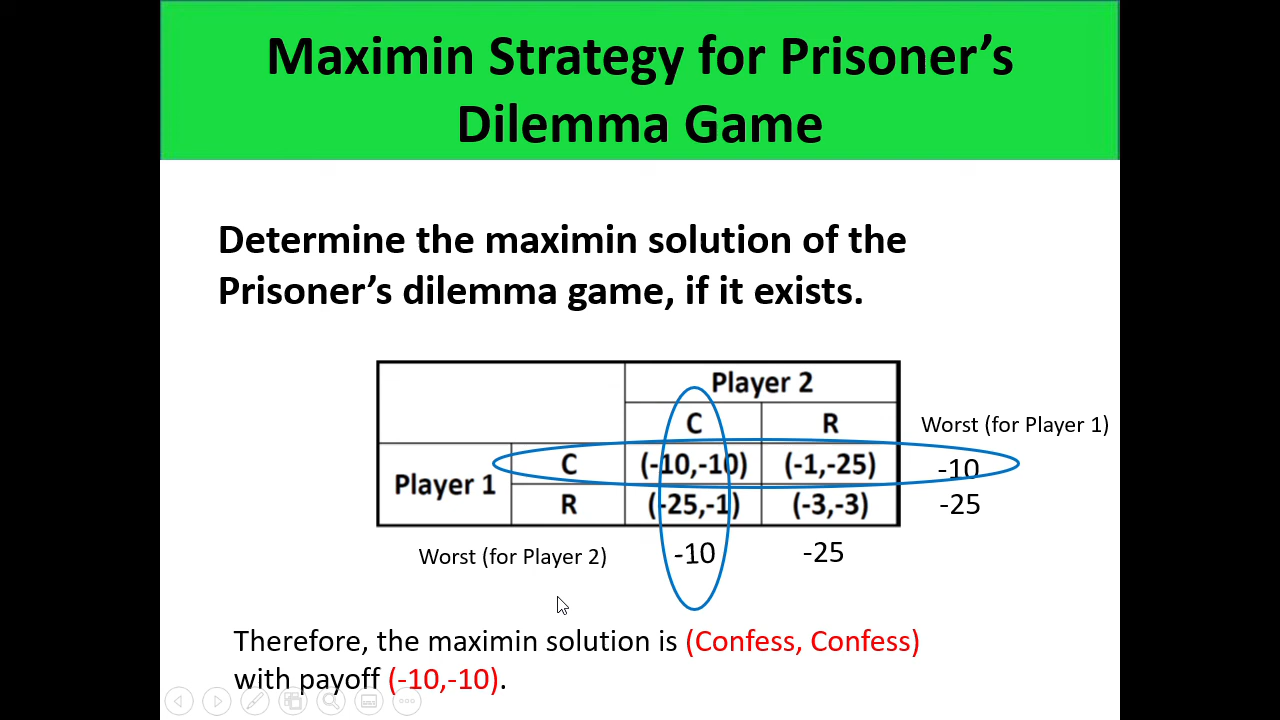 Maximin Strategy for Prisoner’s
Dilemma Game
Determine the maximin solution of the
Prisoner’s dilemma game, if it exists.
Player 2
C R Worst (for Player 1)
Player 1 C (-10,-10) (-1,-25) -10
R (-25,-1) (-3,-3) -25
Worst (for Player 2) -10 -25
Therefore, the maximin solution is (Confess, Confess)
with payoff (-10,-10).